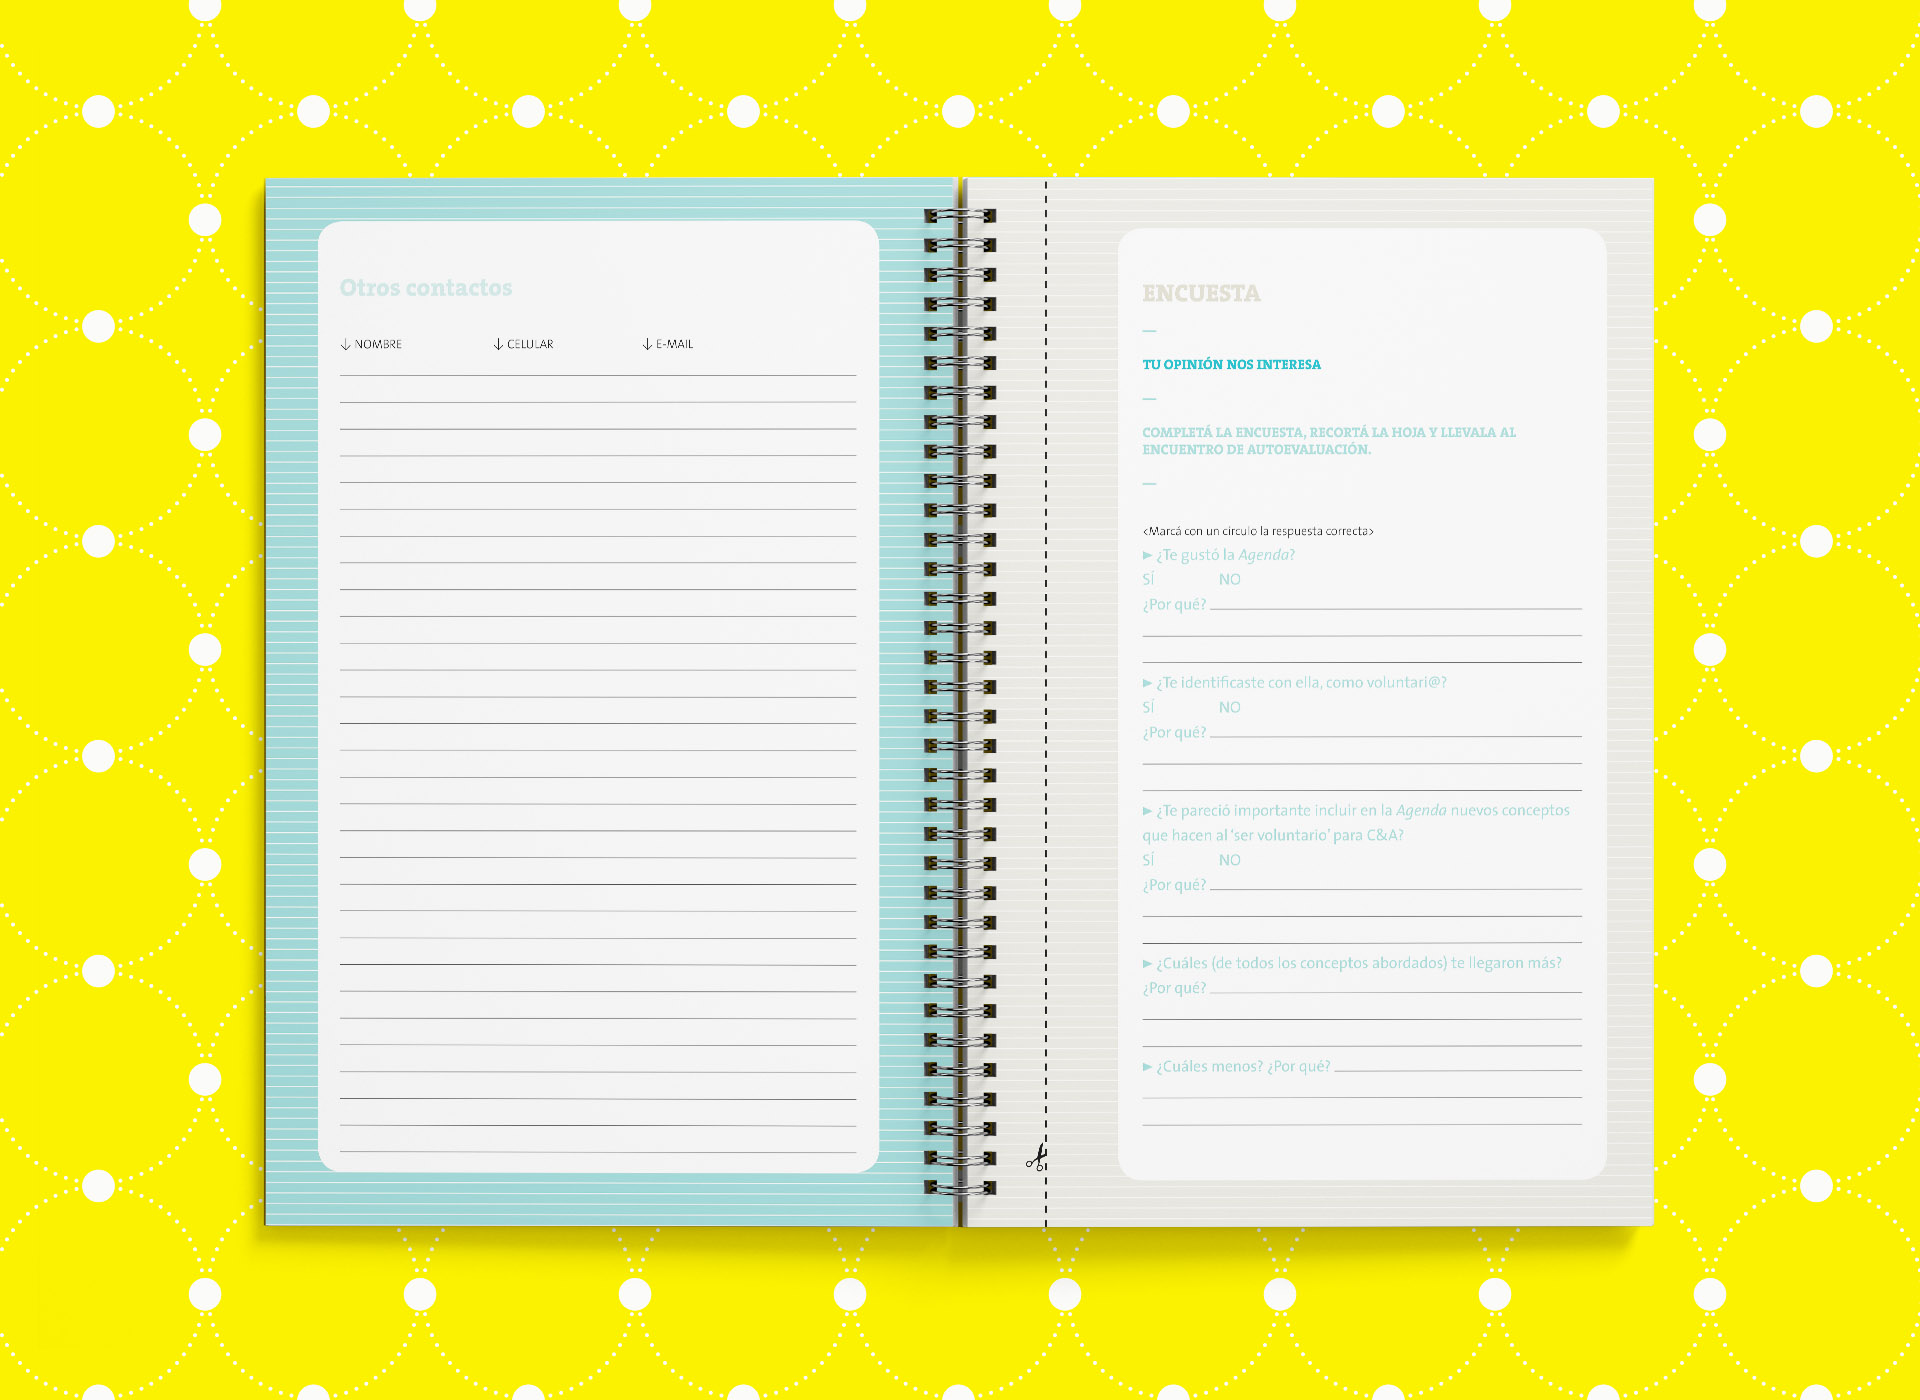 Otros contactos
↓ NOMBRE ↓ CELULAR ↓ E-MAIL
ENCUESTA
—
TU OPINIÓN NOS INTERESA
—
COMPLETÁ LA ENCUESTA, RECORTÁ LA HOJA Y LLEVALA AL
ENCUENTRO DE AUTOEVALUACIÓN.
—
<Marcá con un circulo la respuesta correcta>
► ¿Te gustó la Agenda?
SÍ NO
¿Por qué?
► ¿Te identificaste con ella, como voluntari@?
SÍ NO
¿Por qué?
► ¿Te pareció importante incluir en la Agenda nuevos conceptos
que hacen al ‘ser voluntario’ para C&A?
SÍ NO
¿Por qué?
► ¿Cuáles (de todos los conceptos abordados) te llegaron más?
¿Por qué?
► ¿Cuáles menos? ¿Por qué?